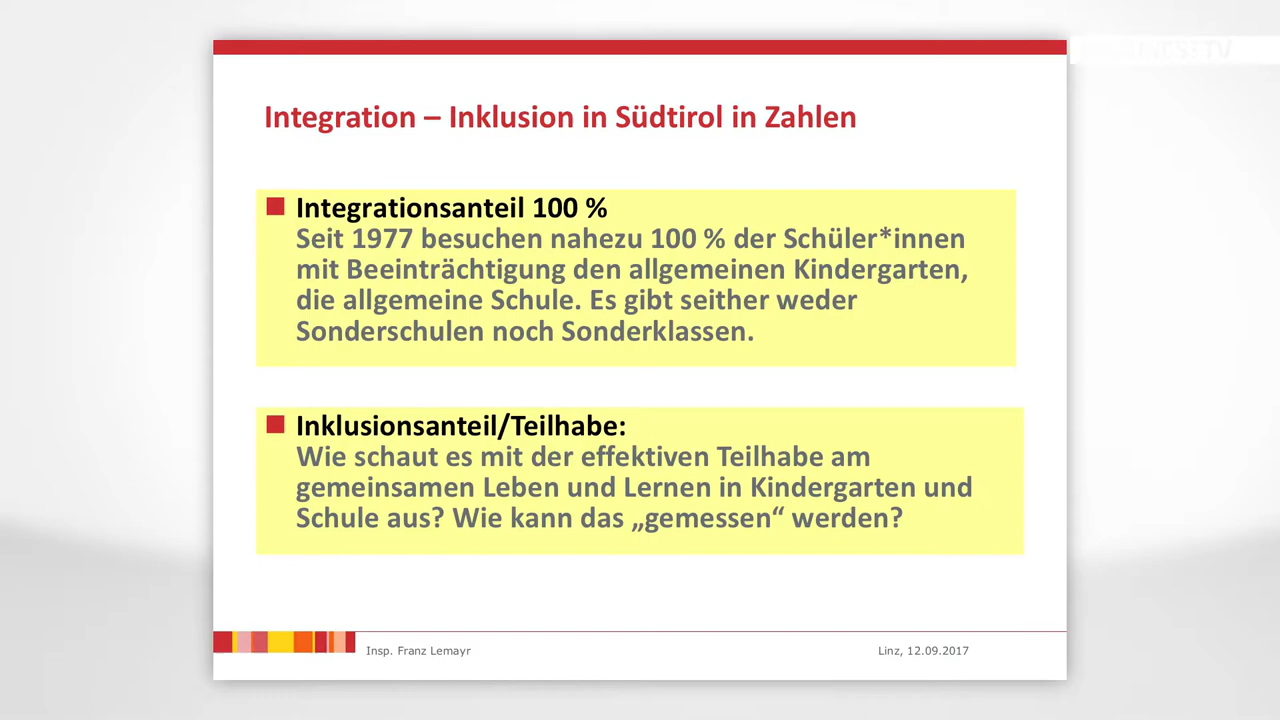 Integration – Inklusion in Südtirol in Zahlen
Integrationsanteil 100 %
Seit 1977 besuchen nahezu 100 % der Schüler*innen
mit Beeinträchtigung den allgemeinen Kindergarten,
die allgemeine Schule. Es gibt seither weder
Sonderschulen noch Sonderklassen.
Inklusionsanteil/Teilhabe:
Wie schaut es mit der effektiven Teilhabe am
gemeinsamen Leben und Lernen in Kindergarten und
Schule aus? Wie kann das „gemessen“ werden?
Insp. Franz Lemayr
Linz, 12.09.2017